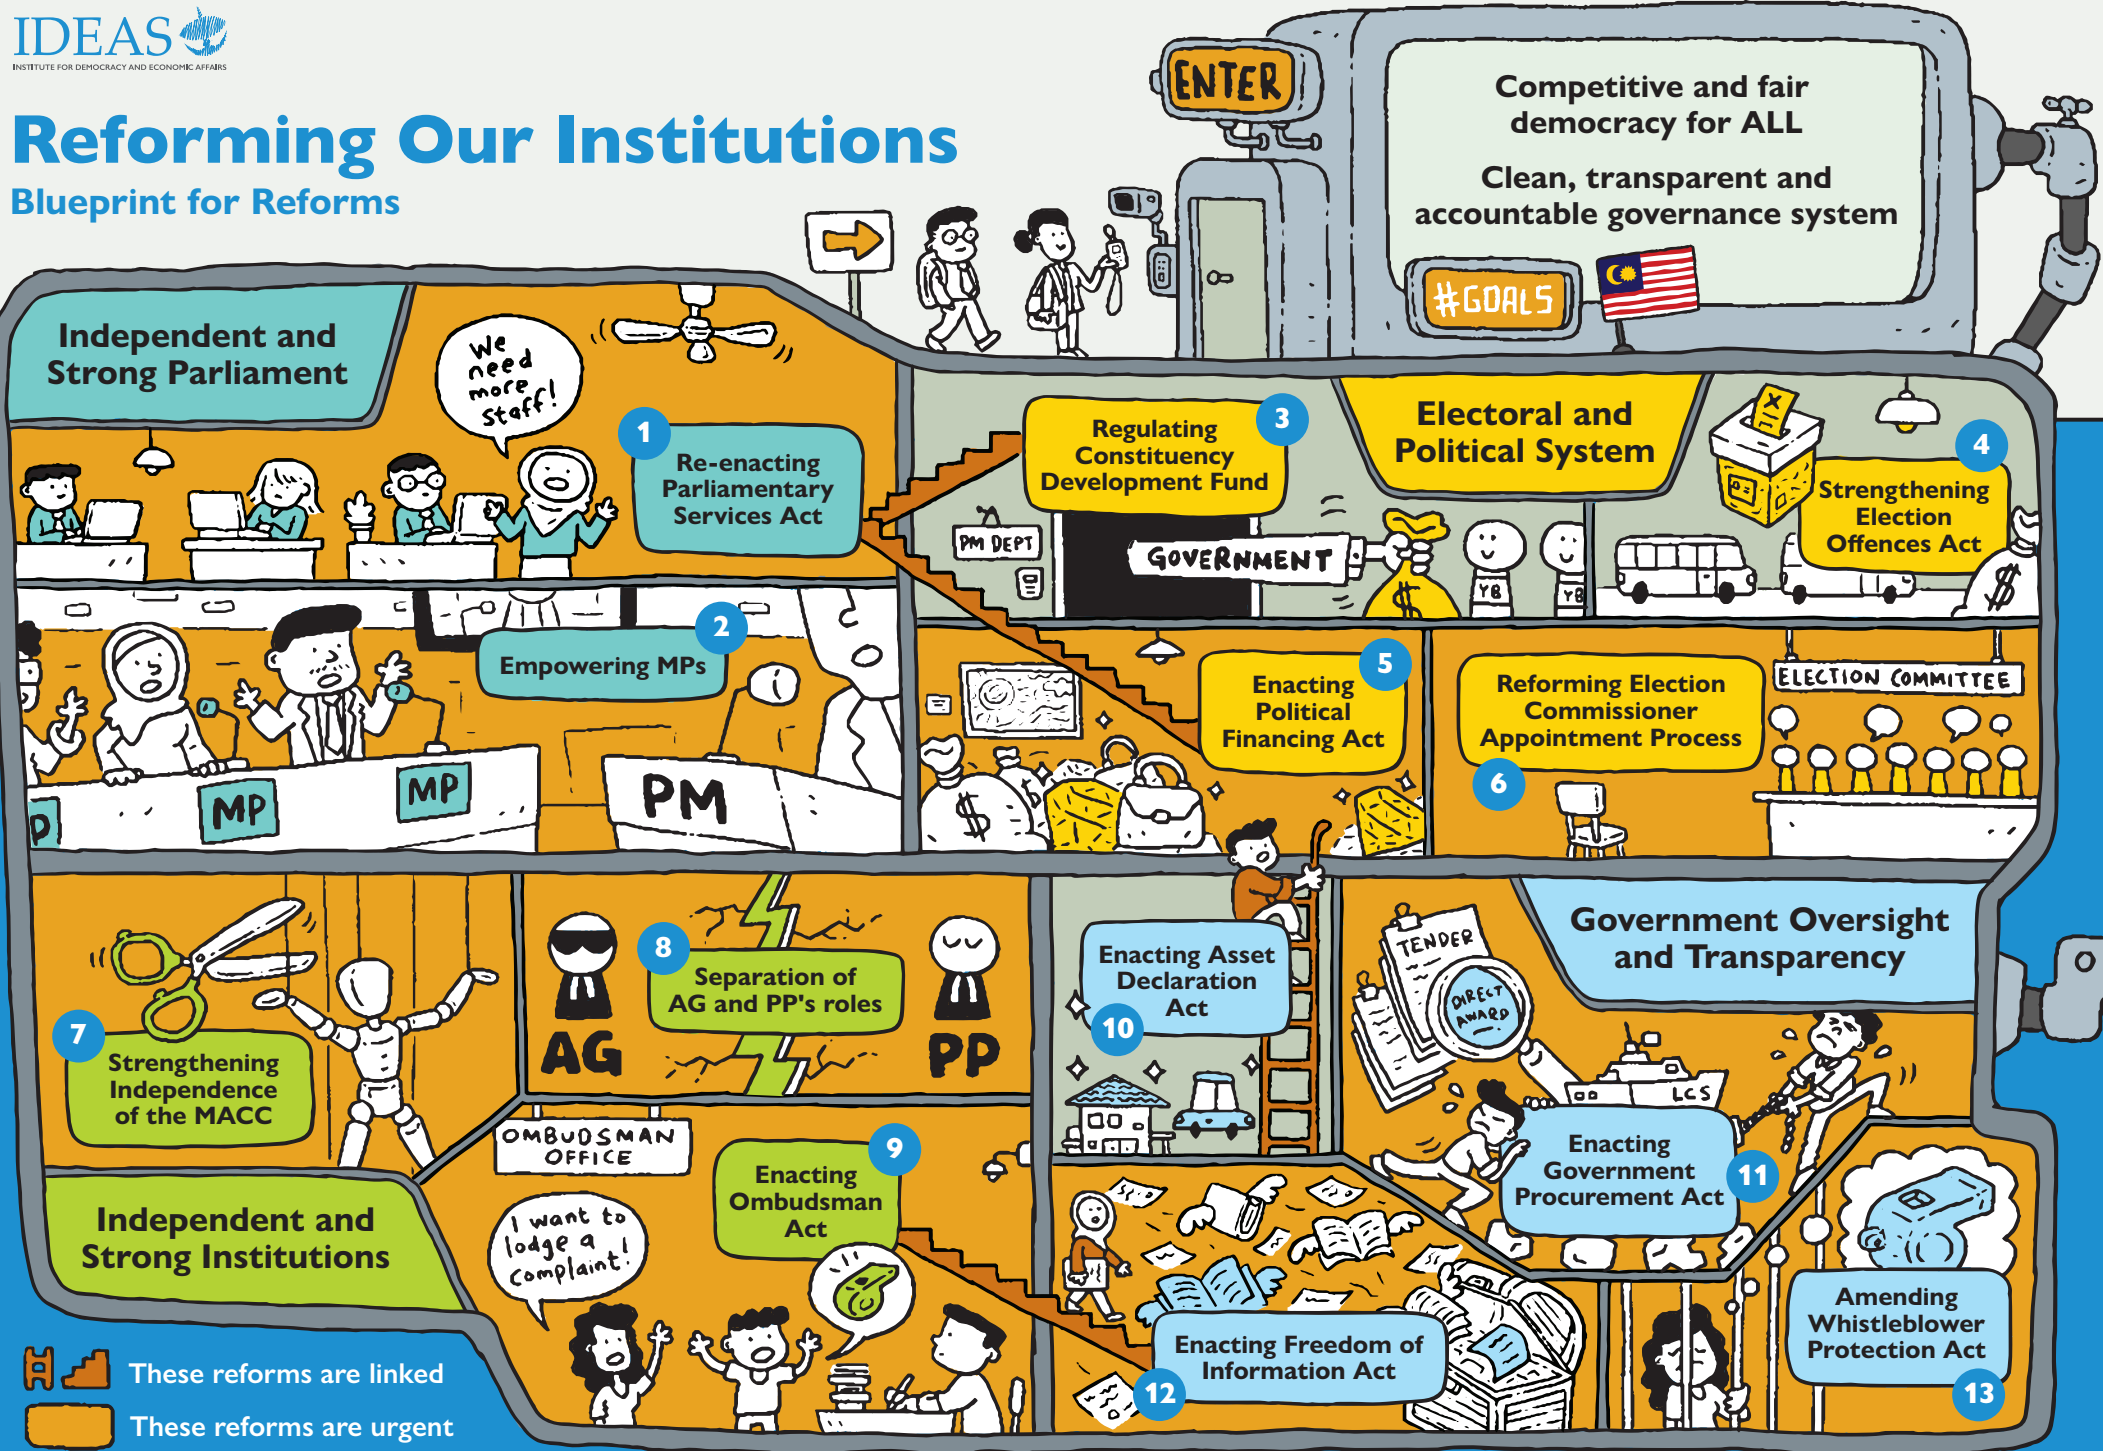 IDEAS
INSTITUTE FOR DEMOCRACY AND ECONOMIC AFFAIRS
Reforming Our Institutions
Blueprint for Reforms
ENTER
Competitive and fair
democracy for ALL
Clean, transparent and
accountable governance system
#GOALS
Independent and
Strong Parliament
We
need
more
staff!
1
Re-enacting
Parliamentary
Services Act
2
Empowering MPs
MP
MP
PM
3
Regulating
Constituency
Development Fund
Electoral and
Political System
4
Strengthening
Election
Offences Act
PM DEPT
GOVERNMENT
$
YB
YB
$
5
Enacting
Political
Financing Act
$
Reforming Election
Commissioner
Appointment Process
6
ELECTION COMMITTEE
7
Strengthening
Independence
of the MACC
8
Separation of
AG and PP's roles
AG
PP
Independent and
Strong Institutions
OMBUDSMAN
OFFICE
9
Enacting
Ombudsman
Act
I want to
lodge a
complaint!
Enacting Asset
Declaration
Act
10
Government Oversight
and Transparency
TENDER
DIRECT
AWARD
LCS
Enacting
Government
Procurement Act
11
Enacting Freedom of
Information Act
12
Amending
Whistleblower
Protection Act
13
These reforms are linked
These reforms are urgent